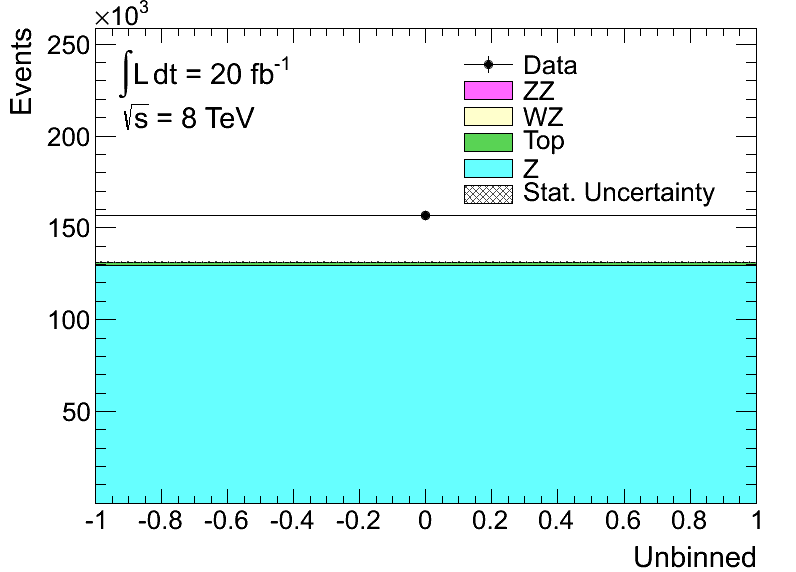 ×10³
Events
250
200
150
100
50
∫L dt = 20 fb⁻¹
√s = 8 TeV
Data
ZZ
WZ
Top
Z
Stat. Uncertainty
-1 -0.8 -0.6 -0.4 -0.2 0 0.2 0.4 0.6 0.8 1
Unbinned